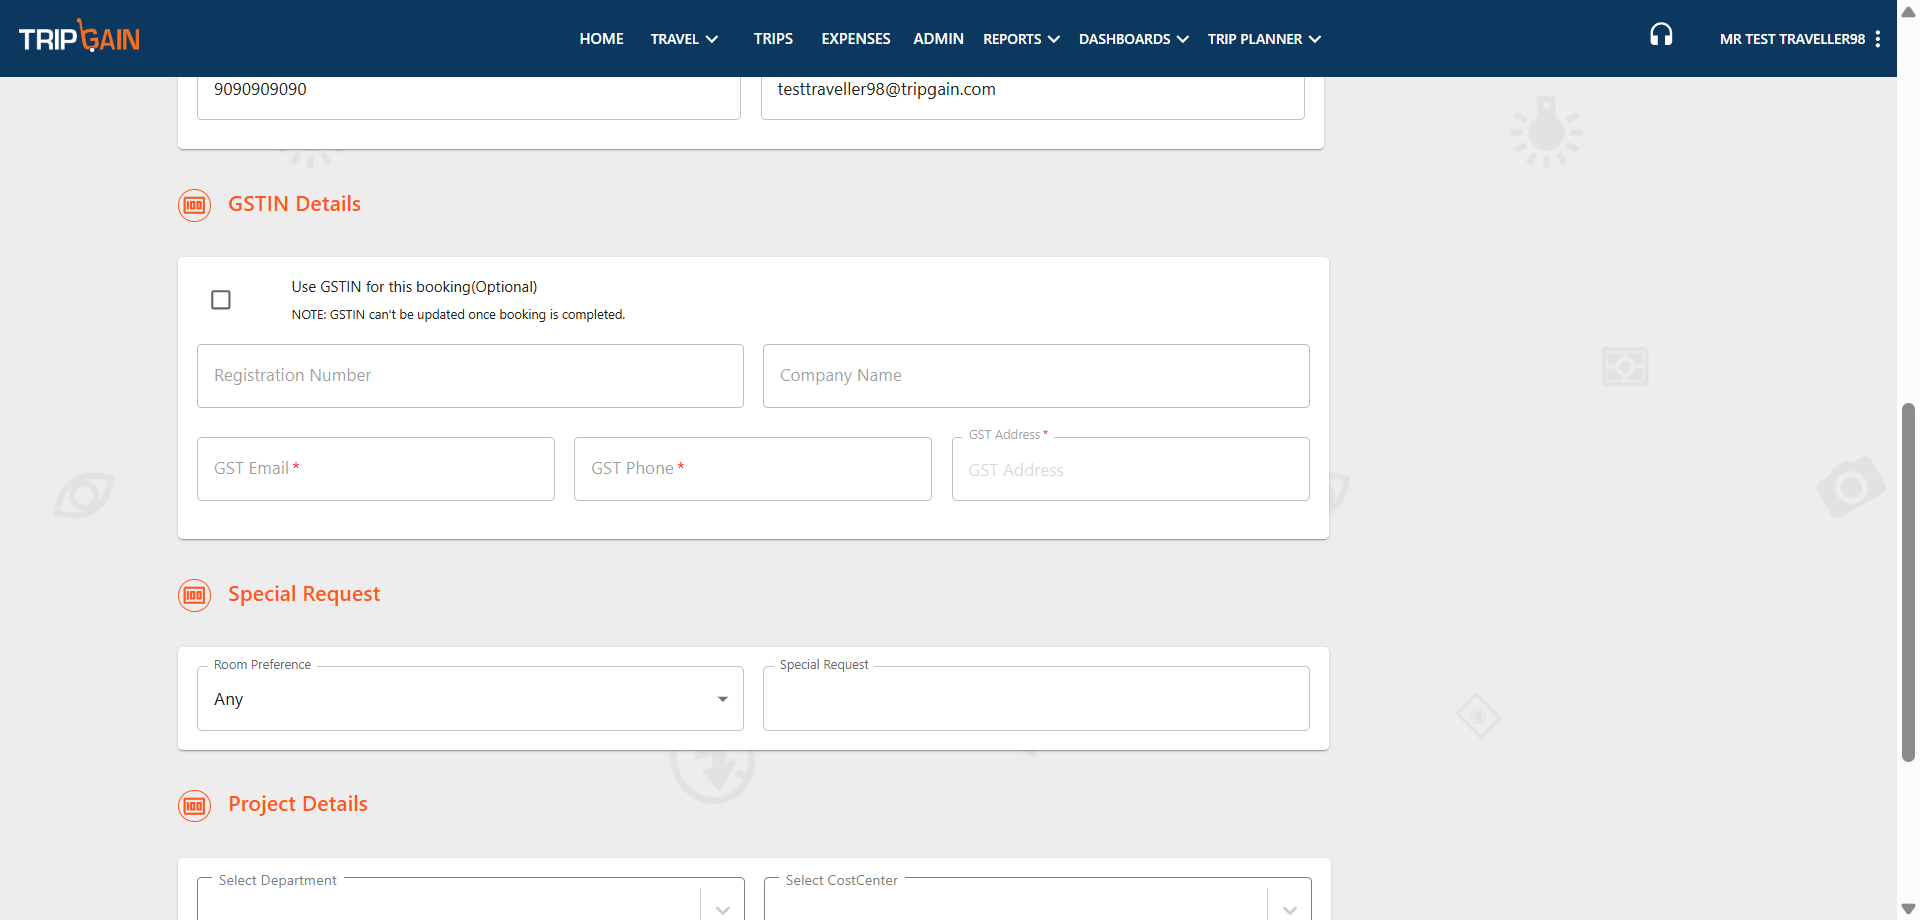 TRIPGAIN
HOME TRAVEL TRIPS EXPENSES ADMIN REPORTS DASHBOARDS TRIP PLANNER
MR TEST TRAVELLER98
9090909090
testtraveller98@tripgain.com
GSTIN Details
Use GSTIN for this booking(Optional)
NOTE: GSTIN can't be updated once booking is completed.
Registration Number
Company Name
GST Email *
GST Phone *
GST Address *
GST Address
Special Request
Room Preference
Any
Special Request
Project Details
Select Department
Select CostCenter